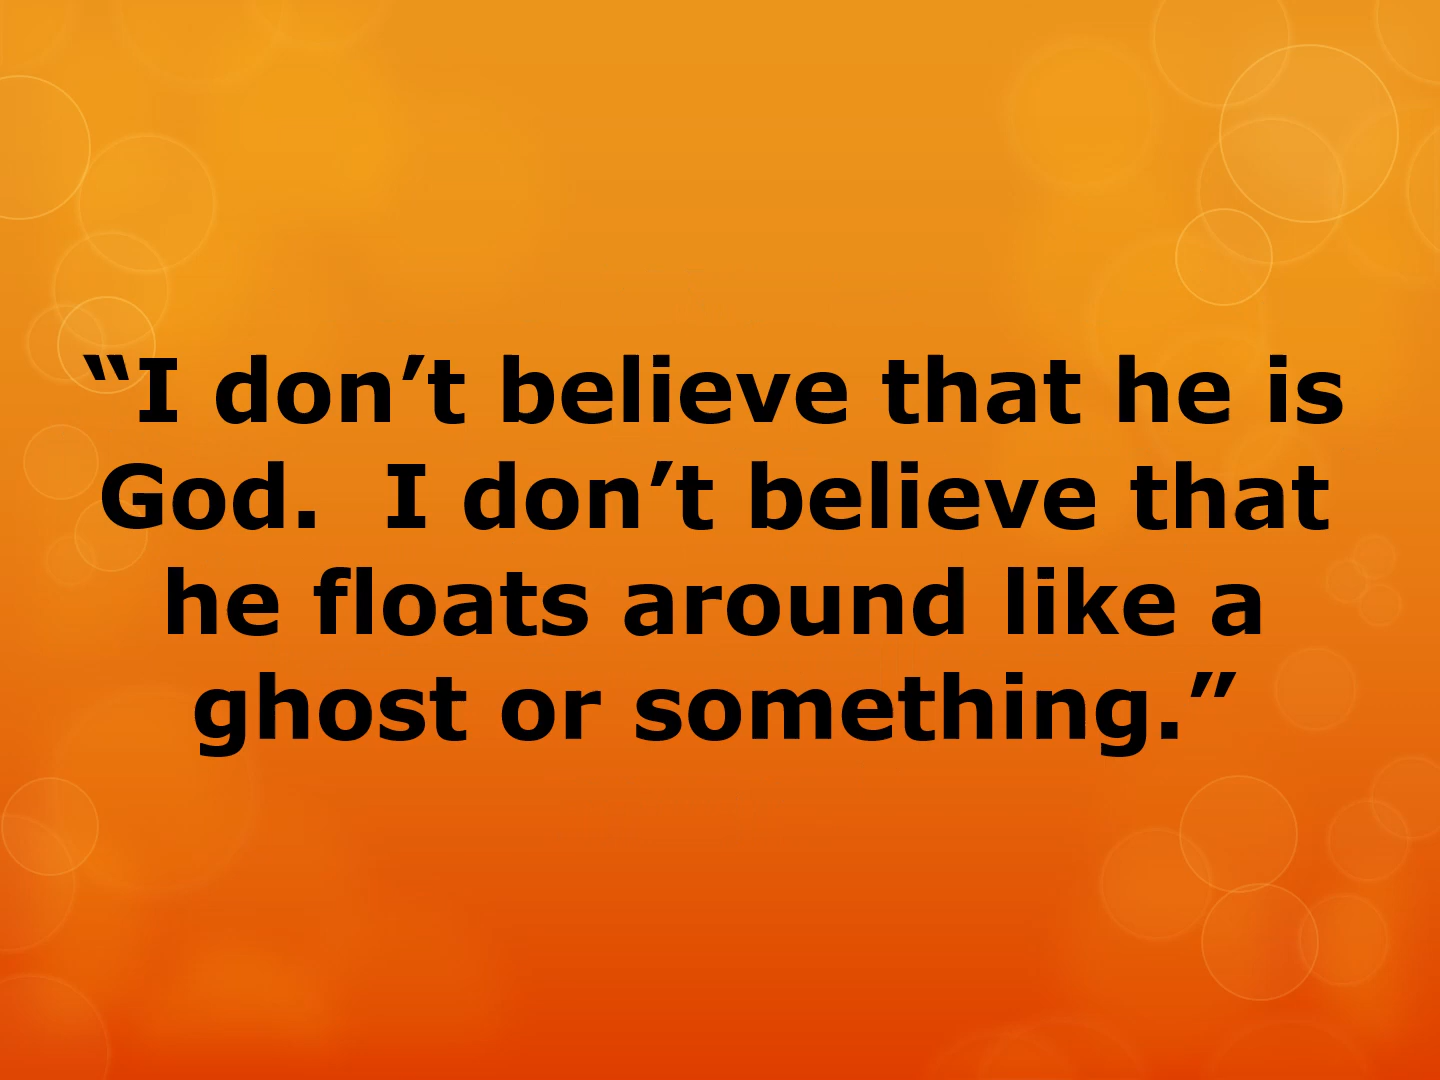 “I don’t believe that he is
God.  I don’t believe that
he floats around like a
ghost or something.”